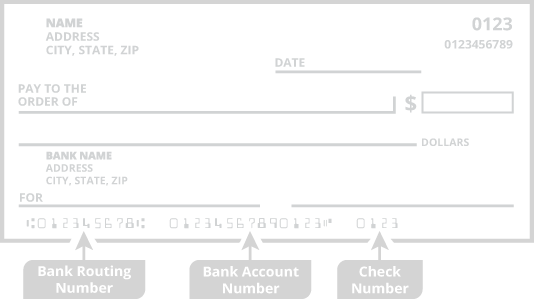 NAME
ADDRESS
CITY, STATE, ZIP
0123
0123456789
DATE
PAY TO THE
ORDER OF
$
DOLLARS
BANK NAME
ADDRESS
CITY, STATE, ZIP
FOR
⑆012345678⑆ 01234567890123⑈ 0123
Bank Routing
Number
Bank Account
Number
Check
Number